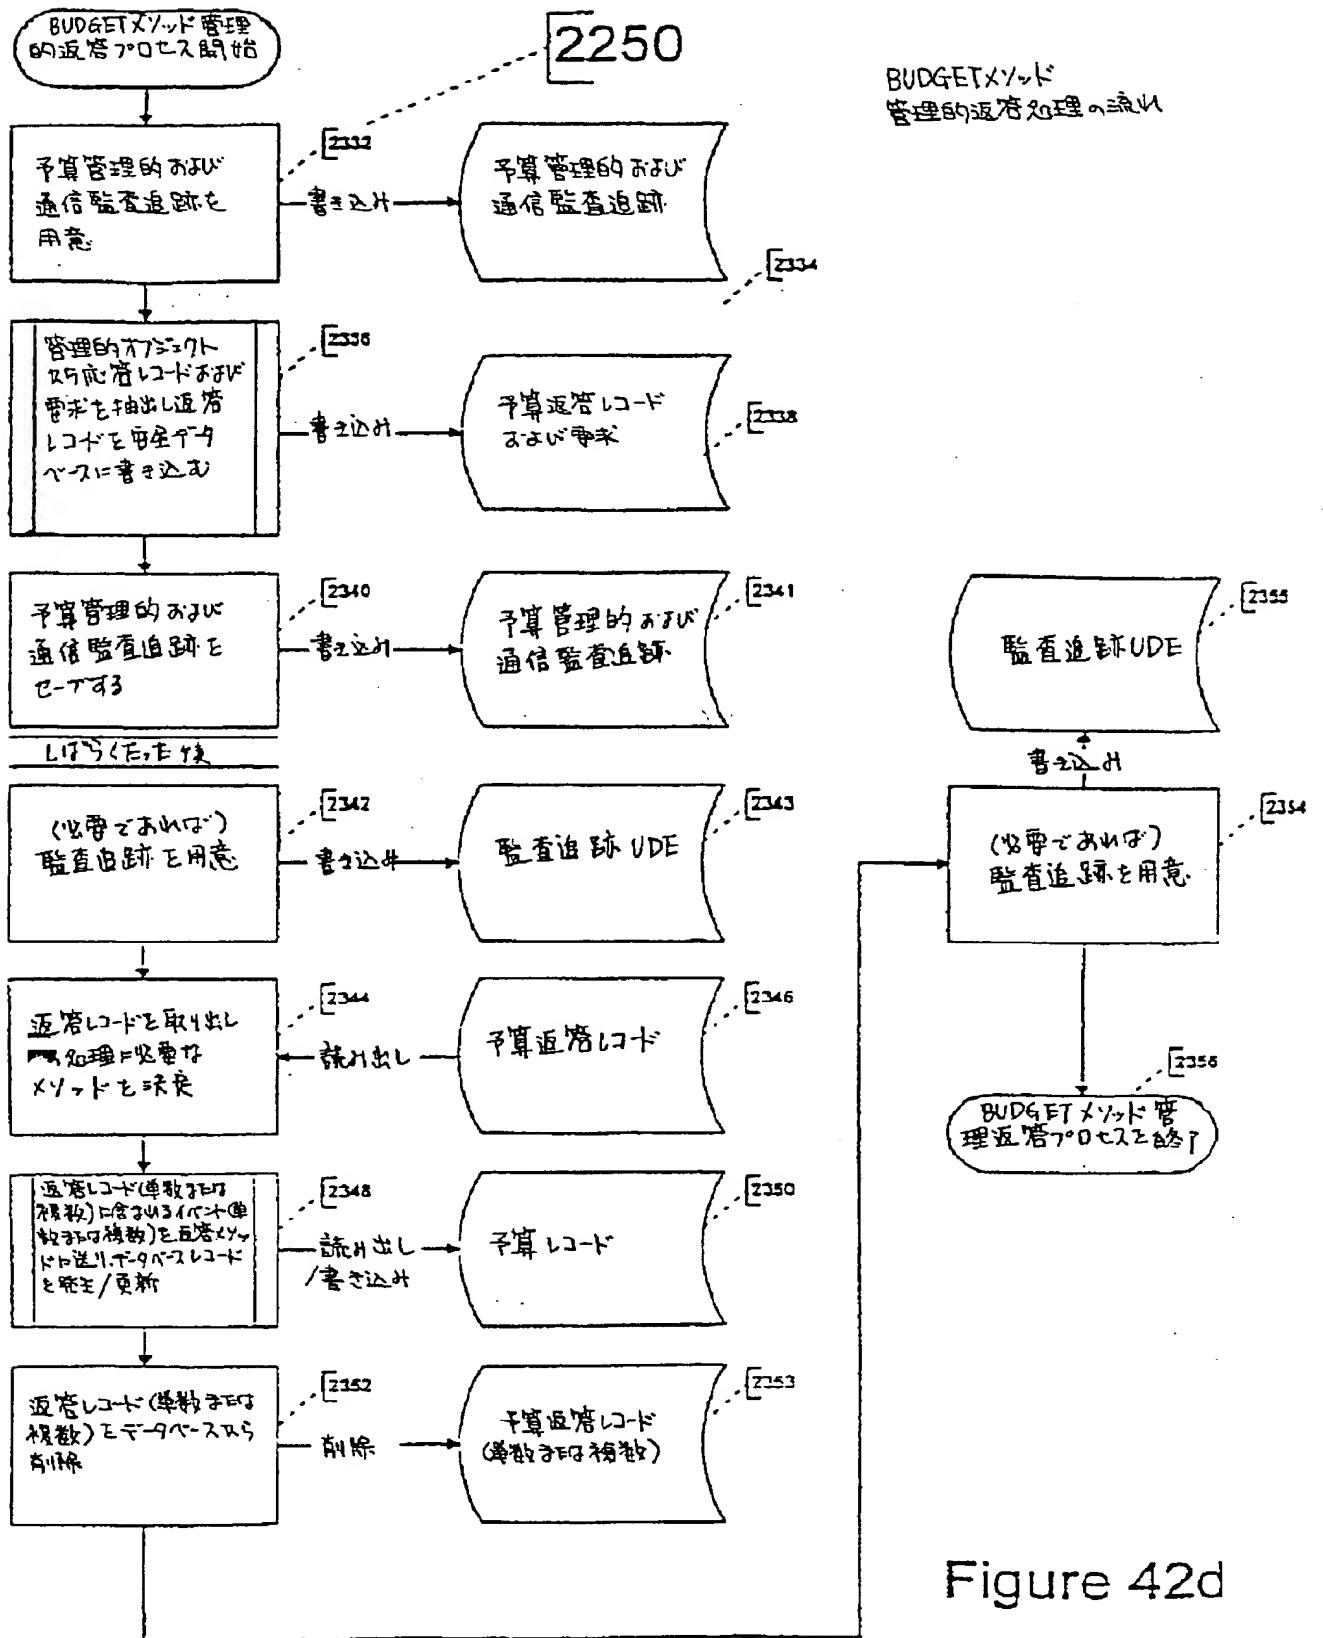 BUDGETメソッド管理
的返答プロセス開始
2250
BUDGETメソッド
管理的返答処理の流れ
予算管理的および
通信監査追跡を
用意
2332
書き込み
予算管理的および
通信監査追跡
2334
管理的オブジェクト
から応答レコードおよび
要求を抽出し返答
レコードを安全データ
ベースに書き込む
2336
書き込み
予算返答レコード
および要求
2338
予算管理的および
通信監査追跡を
セーブする
2340
書き込み
予算管理的および
通信監査追跡
2341
しばらくたった後
(必要であれば)
監査追跡を用意
2342
書き込み
監査追跡 UDE
2343
返答レコードを取り出し
処理に必要な
メソッドを決定
2344
読み出し
予算返答レコード
2346
返答レコード(単数または
複数)に含まれるイベント(単
数または複数)を返答メソッ
ドに送り、データベースレコード
を発生/更新
2348
読み出し
/書き込み
予算レコード
2350
返答レコード(単数または
複数)をデータベースから
削除
2352
削除
予算返答レコード
(単数または複数)
2353
監査追跡UDE
2355
書き込み
(必要であれば)
監査追跡を用意
2354
2356
BUDGETメソッド管
理返答プロセスを終了
Figure 42d